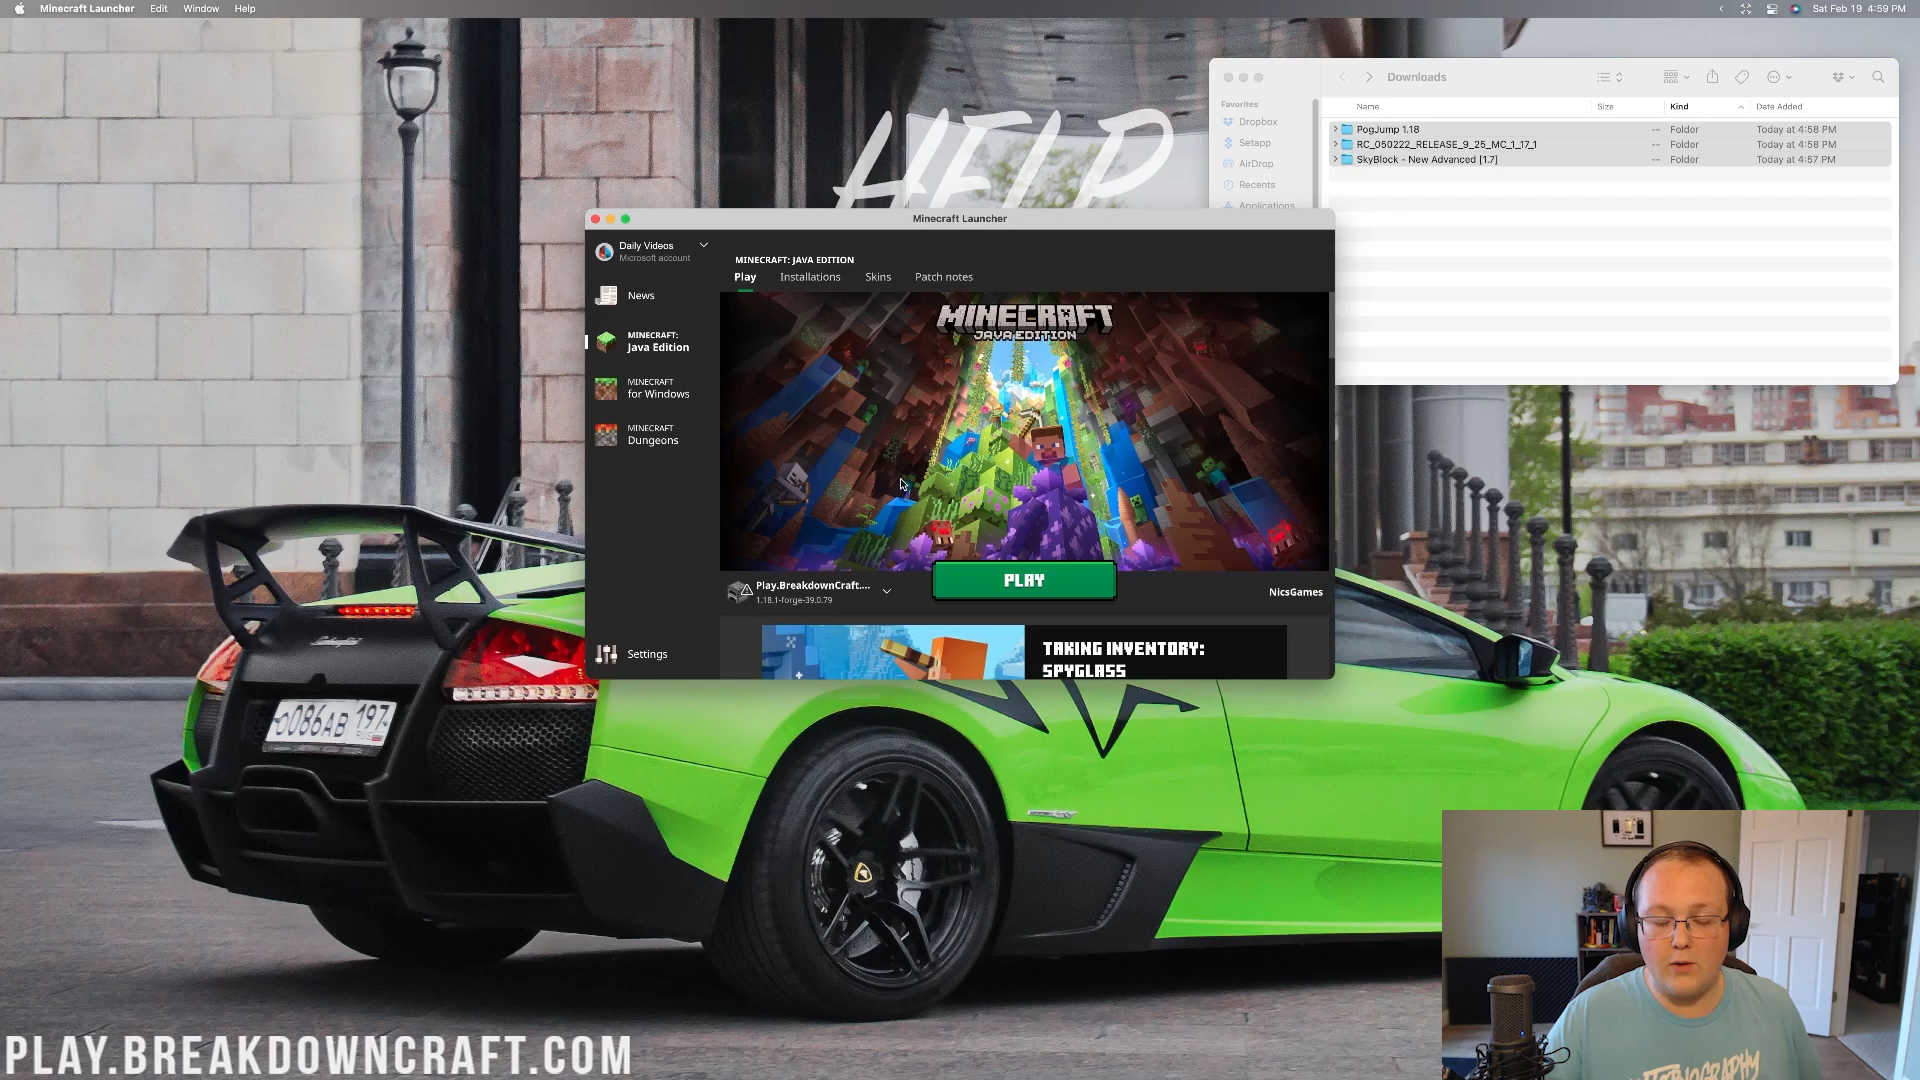 Minecraft Launcher Edit Window Help
Sat Feb 19 4:59 PM
HELP
Downloads
Favorites
Dropbox
Setapp
AirDrop
Recents
Applications
Name Size Kind Date Added
PogJump 1.18 -- Folder Today at 4:58 PM
RC_050222_RELEASE_9_25_MC_1_17_1 -- Folder Today at 4:58 PM
SkyBlock - New Advanced [1.7] -- Folder Today at 4:57 PM
Minecraft Launcher
Daily Videos
Microsoft account
News
MINECRAFT:
Java Edition
MINECRAFT
for Windows
MINECRAFT
Dungeons
Settings
MINECRAFT: JAVA EDITION
Play Installations Skins Patch notes
MINECRAFT
JAVA EDITION
Play.BreakdownCraft....
1.18.1-forge-39.0.79
PLAY
NicsGames
TAKING INVENTORY:
SPYGLASS
Lamborghini
О086АВ 197
PLAY.BREAKDOWNCRAFT.COM